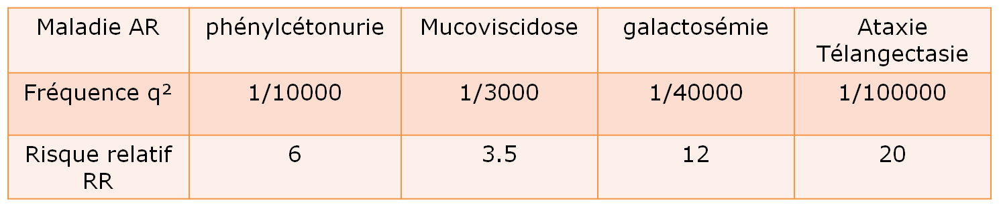 Maladie AR phénylcétonurie Mucoviscidose galactosémie Ataxie
Télangectasie
Fréquence q² 1/10000 1/3000 1/40000 1/100000
Risque relatif 6 3.5 12 20
RR